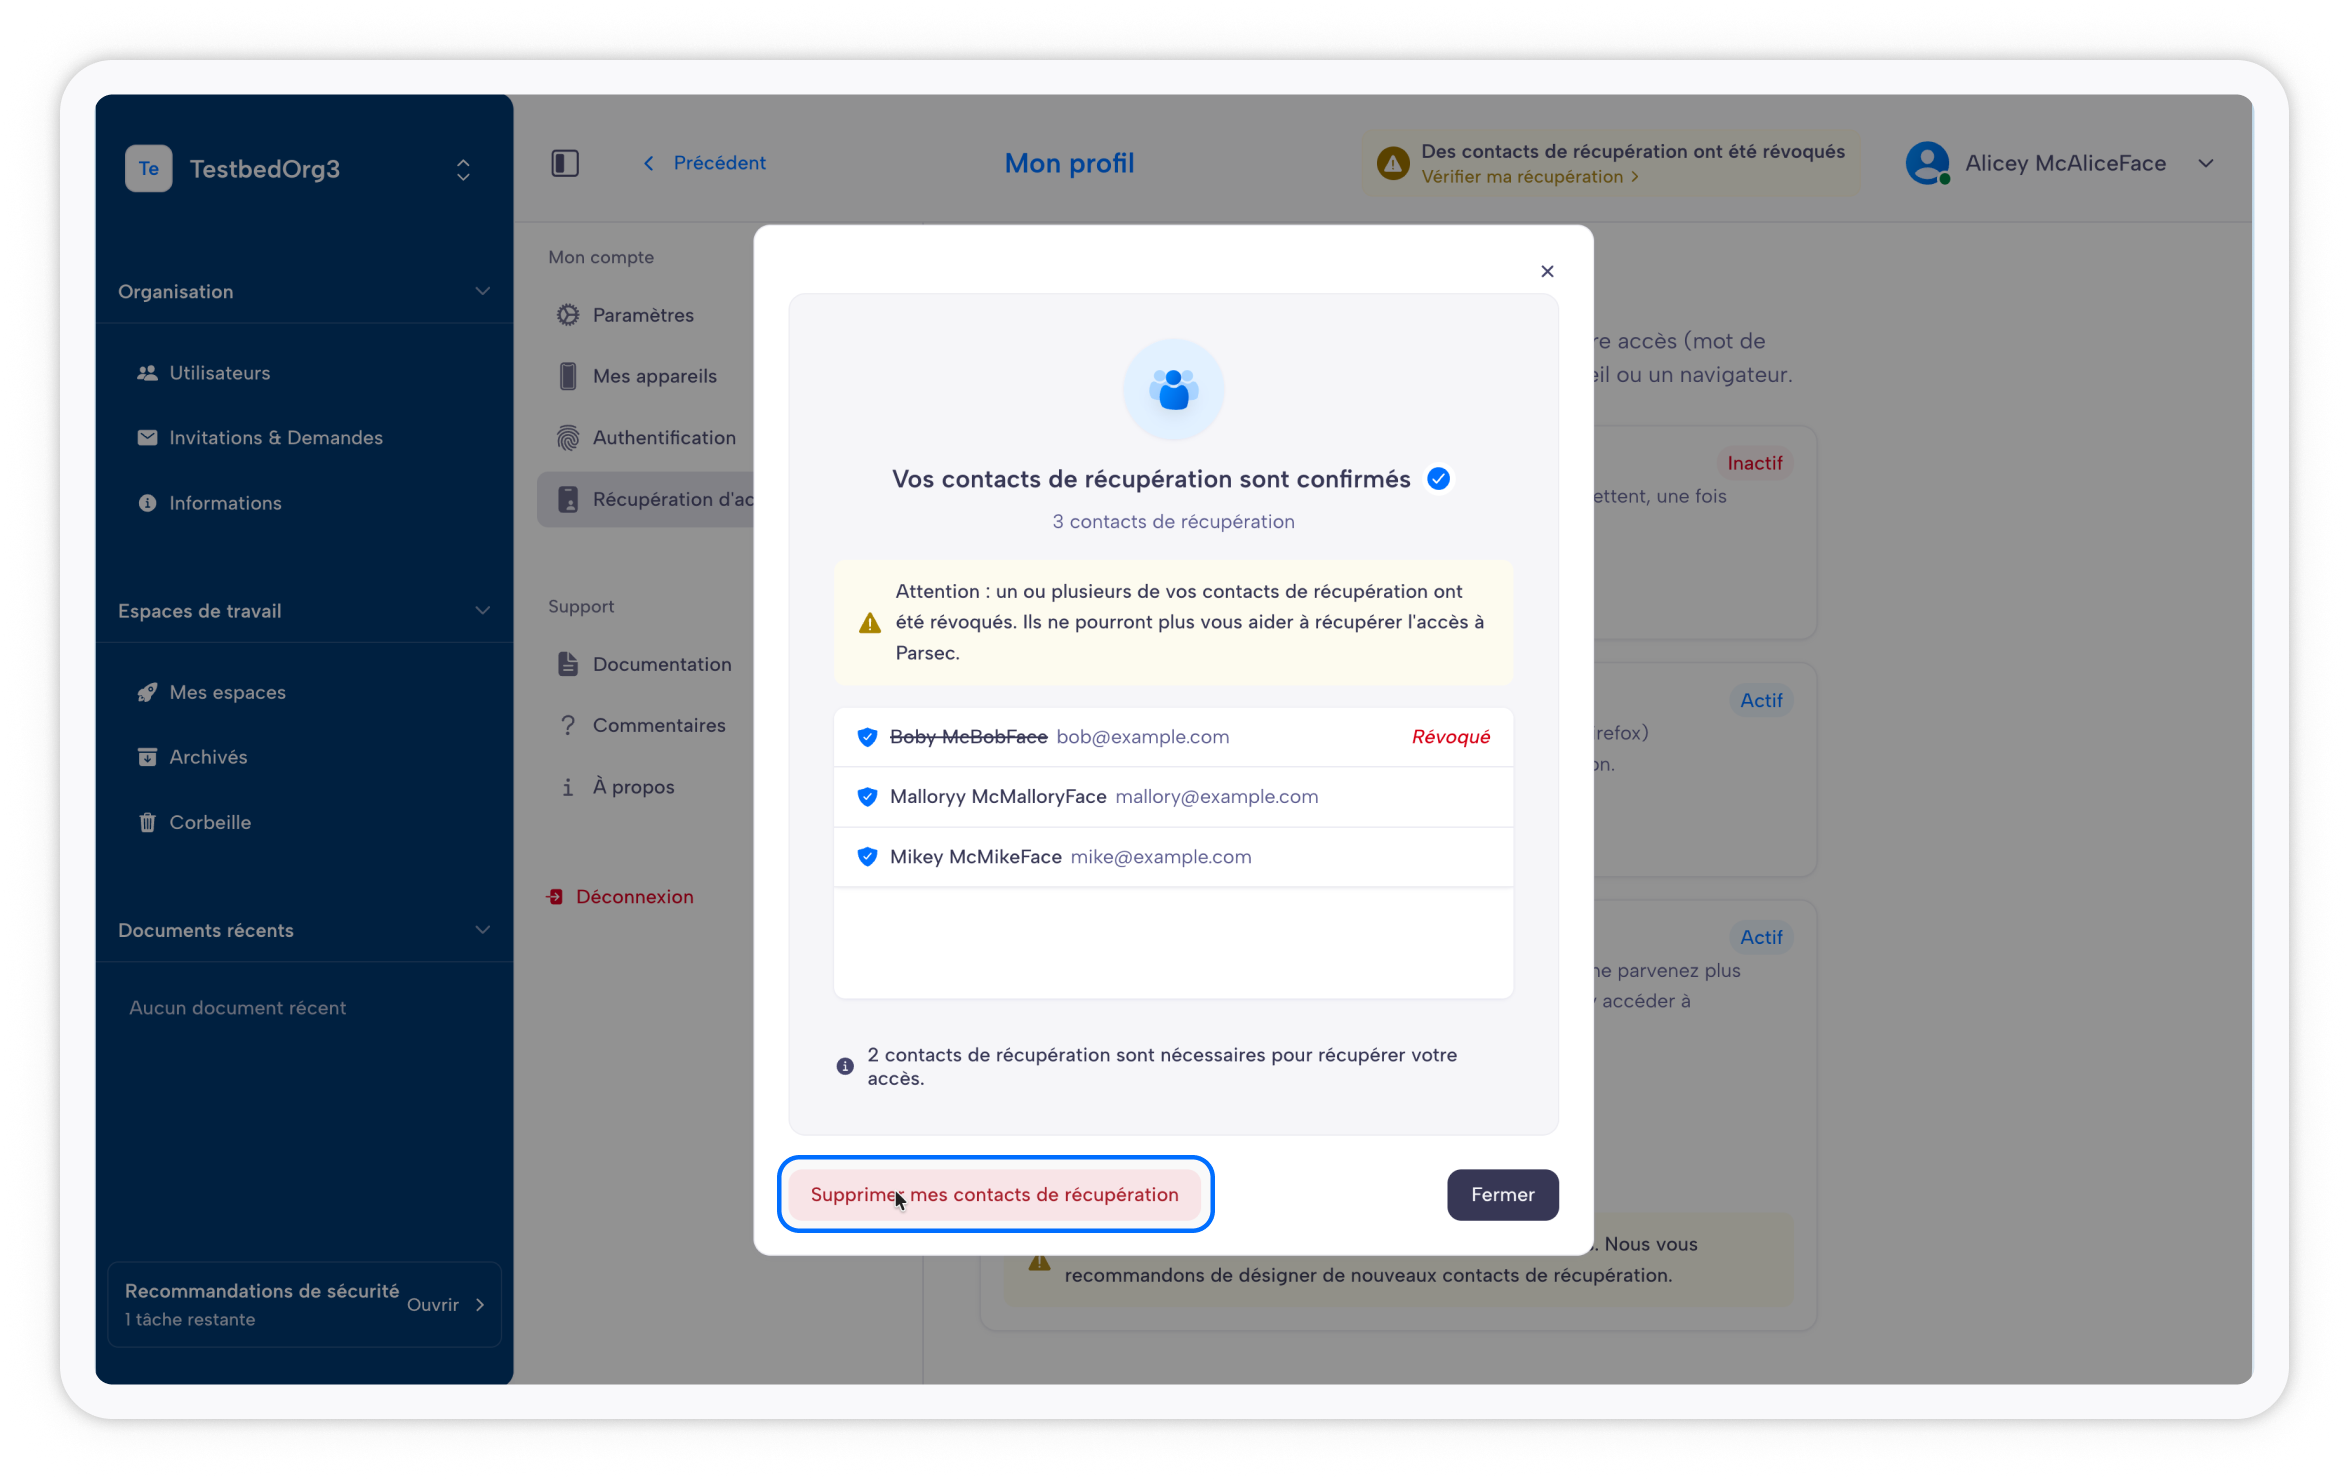 Te
TestbedOrg3
Organisation
Utilisateurs
Invitations & Demandes
Informations
Espaces de travail
Mes espaces
Archivés
Corbeille
Documents récents
Aucun document récent
Recommandations de sécurité
1 tâche restante
Ouvrir
Précédent
Mon profil
Des contacts de récupération ont été révoqués
Vérifier ma récupération
Alicey McAliceFace
Mon compte
Paramètres
Mes appareils
Authentification
Récupération d'ac
Support
Documentation
Commentaires
À propos
Déconnexion
Vos contacts de récupération sont confirmés
3 contacts de récupération
Attention : un ou plusieurs de vos contacts de récupération ont
été révoqués. Ils ne pourront plus vous aider à récupérer l'accès à
Parsec.
Boby McBobFace bob@example.com Révoqué
Malloryy McMalloryFace mallory@example.com
Mikey McMikeFace mike@example.com
2 contacts de récupération sont nécessaires pour récupérer votre
accès.
Supprimer mes contacts de récupération
Fermer
re accès (mot de
eil ou un navigateur.
Inactif
ettent, une fois
Actif
irefox)
on.
Actif
ne parvenez plus
accéder à
. Nous vous
recommandons de désigner de nouveaux contacts de récupération.